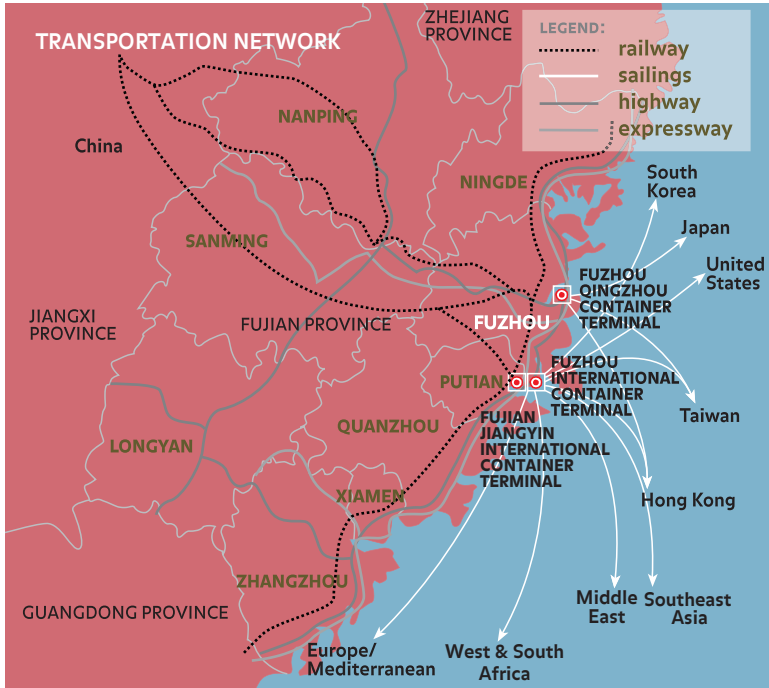 TRANSPORTATION NETWORK
ZHEJIANG
PROVINCE
LEGEND:
railway
sailings
highway
expressway
China
NANPING
NINGDE
South
Korea
Japan
United
States
SANMING
JIANGXI
PROVINCE
FUJIAN PROVINCE
FUZHOU
FUZHOU
QINGZHOU
CONTAINER
TERMINAL
FUZHOU
INTERNATIONAL
CONTAINER
TERMINAL
PUTIAN
Taiwan
QUANZHOU
FUJIAN
JIANGYIN
INTERNATIONAL
CONTAINER
TERMINAL
LONGYAN
XIAMEN
Hong Kong
ZHANGZHOU
GUANGDONG PROVINCE
Middle
East
Southeast
Asia
Europe/
Mediterranean
West & South
Africa